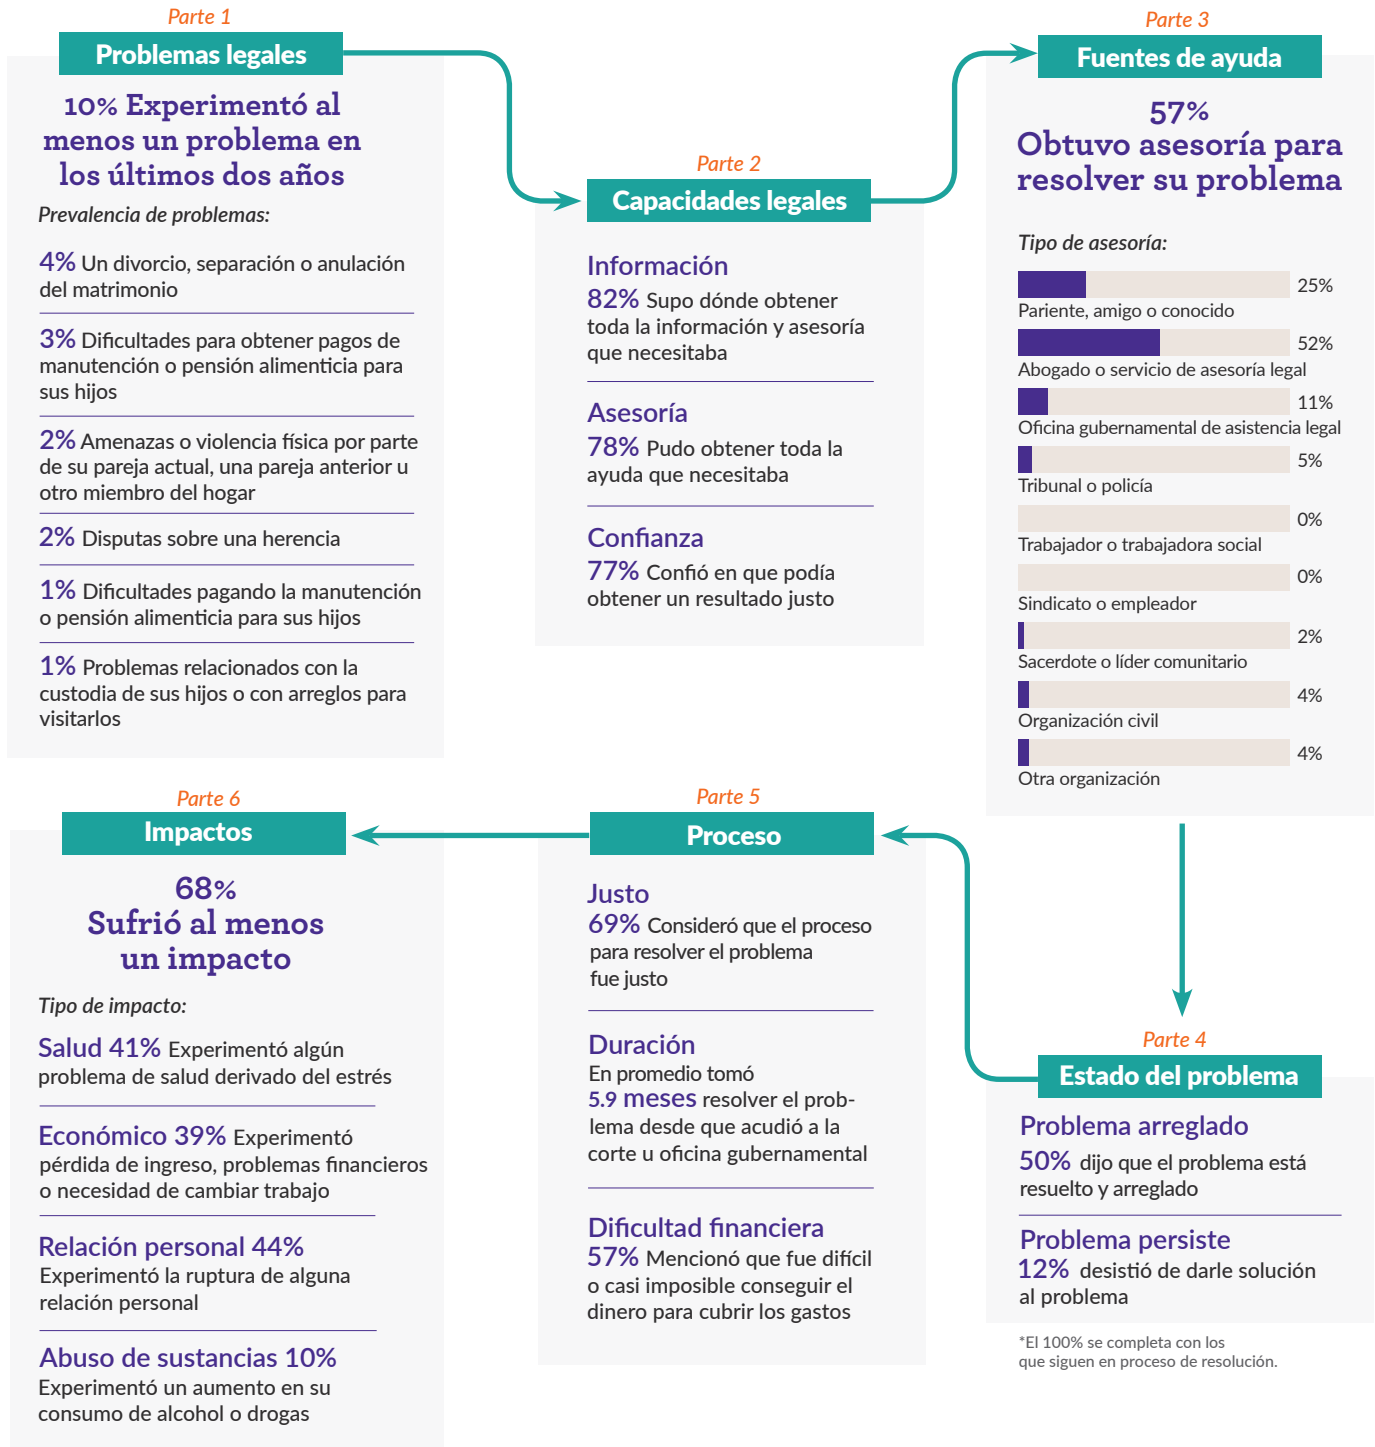 Parte 1
Problemas legales
10% Experimentó al
menos un problema en
los últimos dos años
Prevalencia de problemas:
4% Un divorcio, separación o anulación
del matrimonio
3% Dificultades para obtener pagos de
manutención o pensión alimenticia para
sus hijos
2% Amenazas o violencia física por parte
de su pareja actual, una pareja anterior u
otro miembro del hogar
2% Disputas sobre una herencia
1% Dificultades pagando la manutención
o pensión alimenticia para sus hijos
1% Problemas relacionados con la
custodia de sus hijos o con arreglos para
visitarlos
Parte 2
Capacidades legales
Información
82% Supo dónde obtener
toda la información y asesoría
que necesitaba
Asesoría
78% Pudo obtener toda la
ayuda que necesitaba
Confianza
77% Confió en que podía
obtener un resultado justo
Parte 3
Fuentes de ayuda
57%
Obtuvo asesoría para
resolver su problema
Tipo de asesoría:
25%
Pariente, amigo o conocido
52%
Abogado o servicio de asesoría legal
11%
Oficina gubernamental de asistencia legal
5%
Tribunal o policía
0%
Trabajador o trabajadora social
0%
Sindicato o empleador
2%
Sacerdote o líder comunitario
4%
Organización civil
4%
Otra organización
Parte 4
Estado del problema
Problema arreglado
50% dijo que el problema está
resuelto y arreglado
Problema persiste
12% desistió de darle solución
al problema
*El 100% se completa con los
que siguen en proceso de resolución.
Parte 5
Proceso
Justo
69% Consideró que el proceso
para resolver el problema
fue justo
Duración
En promedio tomó
5.9 meses resolver el prob-
lema desde que acudió a la
corte u oficina gubernamental
Dificultad financiera
57% Mencionó que fue difícil
o casi imposible conseguir el
dinero para cubrir los gastos
Parte 6
Impactos
68%
Sufrió al menos
un impacto
Tipo de impacto:
Salud 41% Experimentó algún
problema de salud derivado del estrés
Económico 39% Experimentó
pérdida de ingreso, problemas financieros
o necesidad de cambiar trabajo
Relación personal 44%
Experimentó la ruptura de alguna
relación personal
Abuso de sustancias 10%
Experimentó un aumento en su
consumo de alcohol o drogas